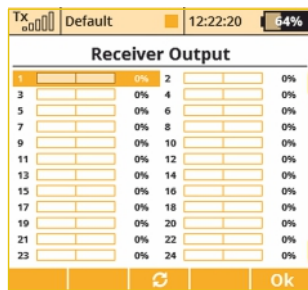 Tx Default 12:22:20 64%
Receiver Output
1 0% 2 0%
3 0% 4 0%
5 0% 6 0%
7 0% 8 0%
9 0% 10 0%
11 0% 12 0%
13 0% 14 0%
15 0% 16 0%
17 0% 18 0%
19 0% 20 0%
21 0% 22 0%
23 0% 24 0%
Ok